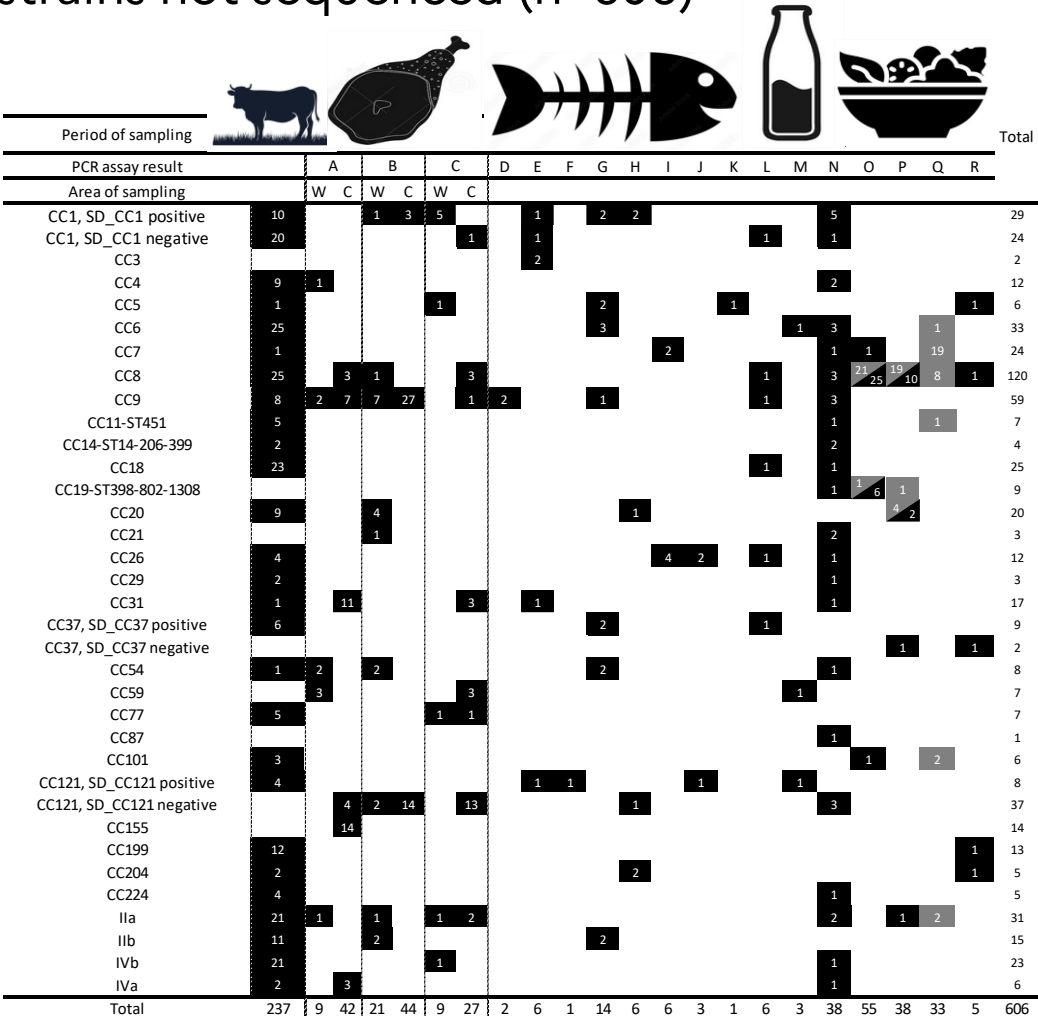 strains not sequenced (n=606)
Period of sampling Total
PCR assay result A B C D E F G H I J K L M N O P Q R
Area of sampling W C W C W C
CC1, SD_CC1 positive 10 1 3 5 1 2 2 5 29
CC1, SD_CC1 negative 20 1 1 1 1 24
CC3 2 2
CC4 9 1 2 12
CC5 1 1 2 1 1 6
CC6 25 3 1 3 1 33
CC7 1 2 1 1 19 24
CC8 25 3 1 3 1 3 21 25 19 10 8 1 120
CC9 8 2 7 7 27 1 2 1 1 3 59
CC11-ST451 5 1 1 7
CC14-ST14-206-399 2 2 4
CC18 23 1 1 25
CC19-ST398-802-1308 1 1 6 1 9
CC20 9 4 1 4 2 20
CC21 1 2 3
CC26 4 4 2 1 1 12
CC29 2 1 3
CC31 1 11 3 1 1 17
CC37, SD_CC37 positive 6 2 1 9
CC37, SD_CC37 negative 1 1 2
CC54 1 2 2 2 1 8
CC59 3 3 1 7
CC77 5 1 1 7
CC87 1 1
CC101 3 1 2 6
CC121, SD_CC121 positive 4 1 1 1 1 8
CC121, SD_CC121 negative 4 2 14 13 1 3 37
CC155 14 14
CC199 12 1 13
CC204 2 2 1 5
CC224 4 1 5
IIa 21 1 1 1 2 2 1 2 31
IIb 11 2 2 15
IVb 21 1 1 23
IVa 2 3 1 6
Total 237 9 42 21 44 9 27 2 6 1 14 6 6 3 1 6 3 38 55 38 33 5 606